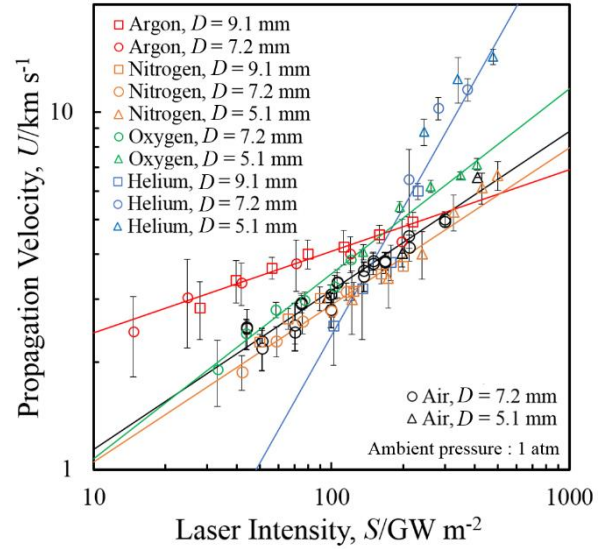 Propagation Velocity, U/km s-1
10
1
Argon, D = 9.1 mm
Argon, D = 7.2 mm
Nitrogen, D = 9.1 mm
Nitrogen, D = 7.2 mm
Nitrogen, D = 5.1 mm
Oxygen, D = 7.2 mm
Oxygen, D = 5.1 mm
Helium, D = 9.1 mm
Helium, D = 7.2 mm
Helium, D = 5.1 mm
Air, D = 7.2 mm
Air, D = 5.1 mm
Ambient pressure : 1 atm
10 100 1000
Laser Intensity, S/GW m-2